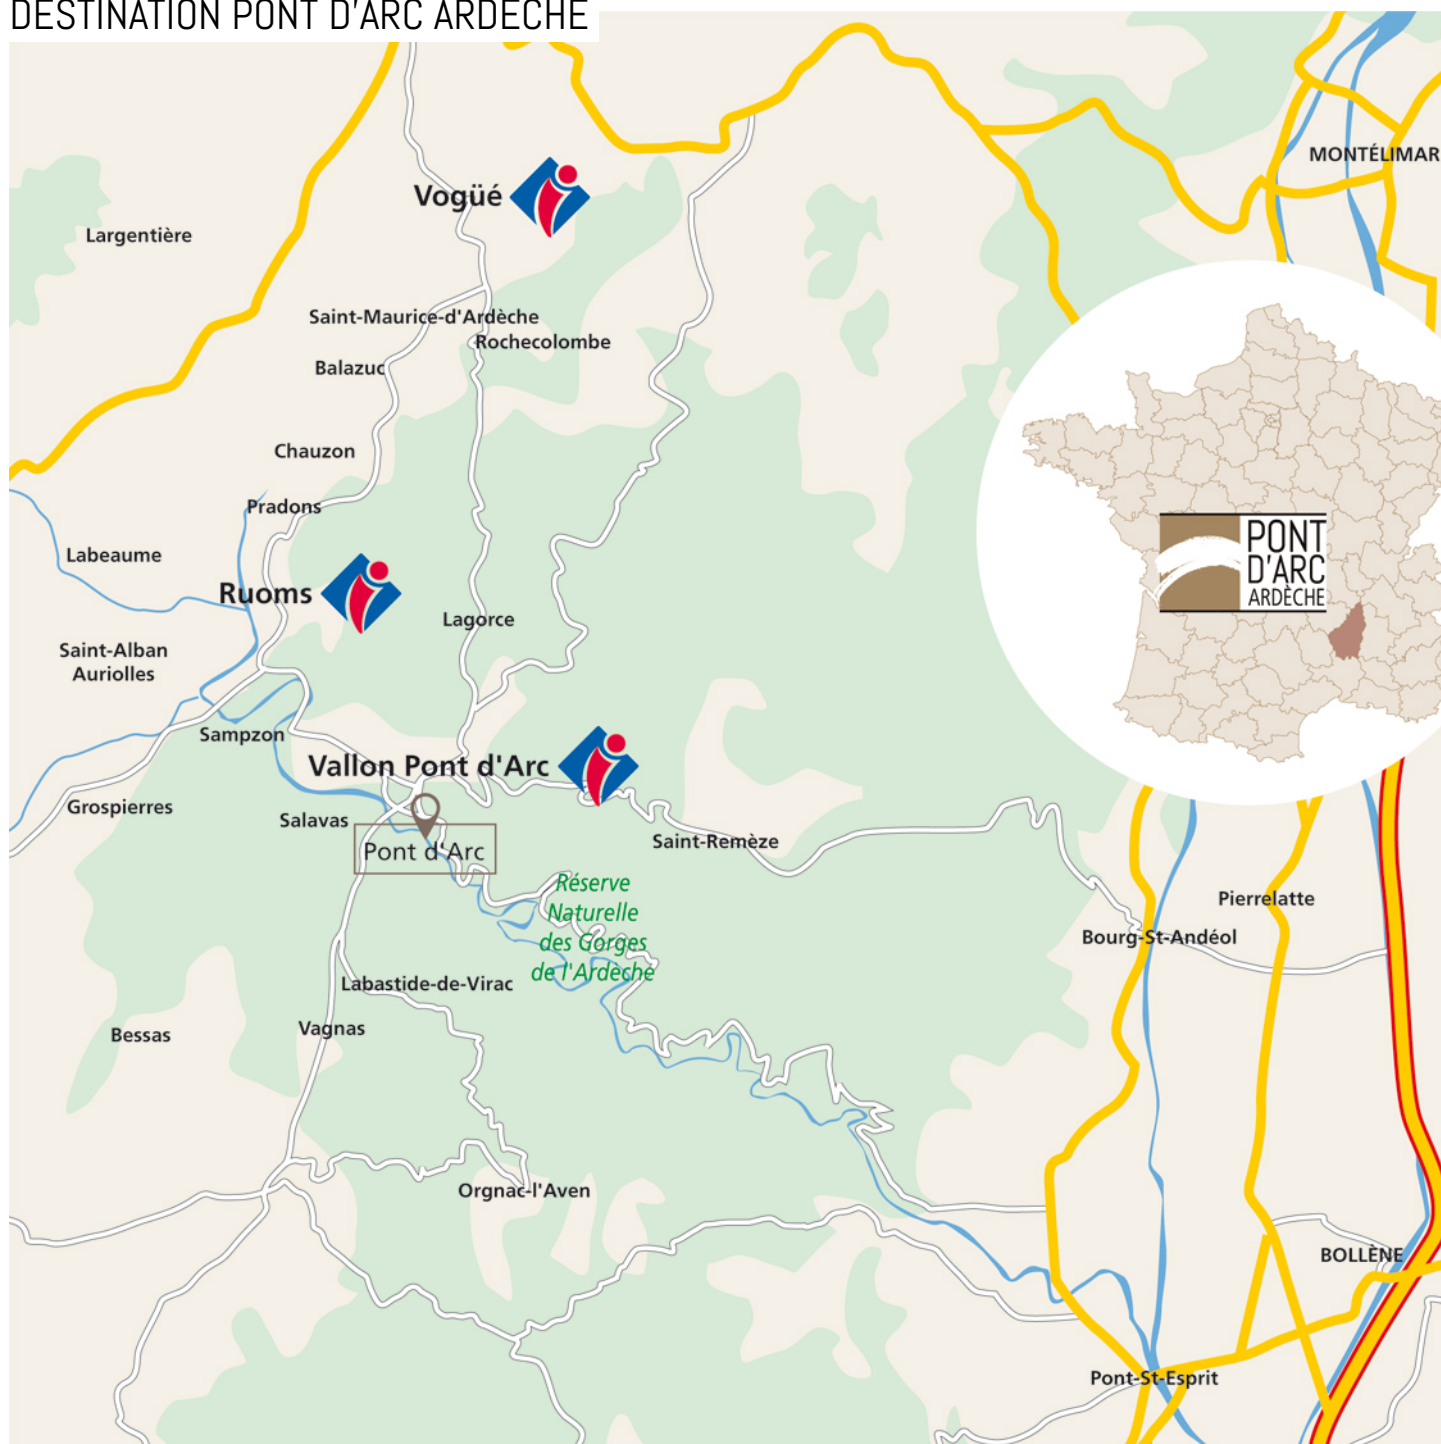 DESTINATION PONT D'ARC ARDÈCHE
MONTÉLIMAR
Vogüé
Largentière
Saint-Maurice-d'Ardèche
Rochecolombe
Balazuc
Chauzon
Pradons
Labeaume
PONT
D'ARC
ARDÈCHE
Ruoms
Lagorce
Saint-Alban
Auriolles
Sampzon
Vallon Pont d'Arc
Grospierres
Salavas
Saint-Remèze
Pont d'Arc
Réserve
Naturelle
des Gorges
de l'Ardèche
Pierrelatte
Bourg-St-Andéol
Labastide-de-Virac
Vagnas
Bessas
Orgnac-l'Aven
BOLLÈNE
Pont-St-Esprit